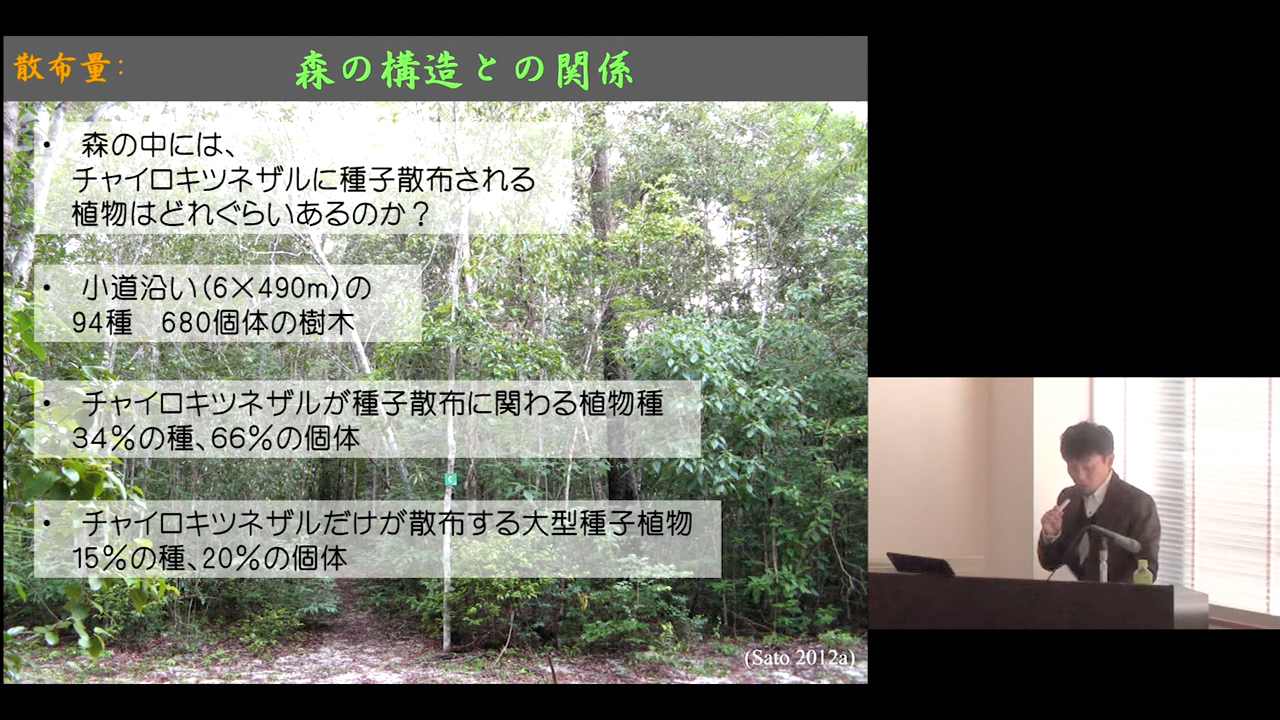 散布量:
森の構造との関係
• 森の中には、
チャイロキツネザルに種子散布される
植物はどれぐらいあるのか？
• 小道沿い(6×490m)の
94種 680個体の樹木
• チャイロキツネザルが種子散布に関わる植物種
34%の種、66%の個体
• チャイロキツネザルだけが散布する大型種子植物
15%の種、20%の個体
(Sato 2012a)